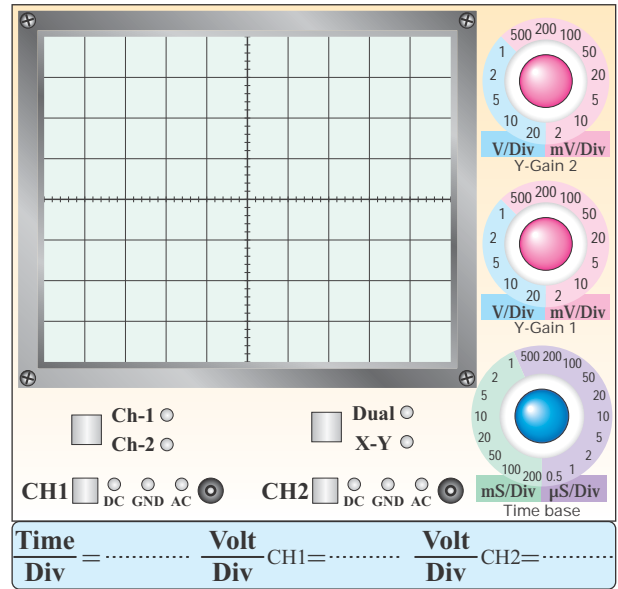 500 200 100
1 50
2 20
5 5
10 10
20 2
V/Div mV/Div
Y-Gain 2
500 200 100
1 50
2 20
5 5
10 10
20 2
V/Div mV/Div
Y-Gain 1
1 500 200 100
2 50
5 20
10 10
20 5
50 2
100 200 0.5 1
mS/Div µS/Div
Time base
Ch-1 Dual
Ch-2 X-Y
CH1 DC GND AC CH2 DC GND AC
Time Volt Volt
Div = ............ Div CH1= ............ Div CH2= ............